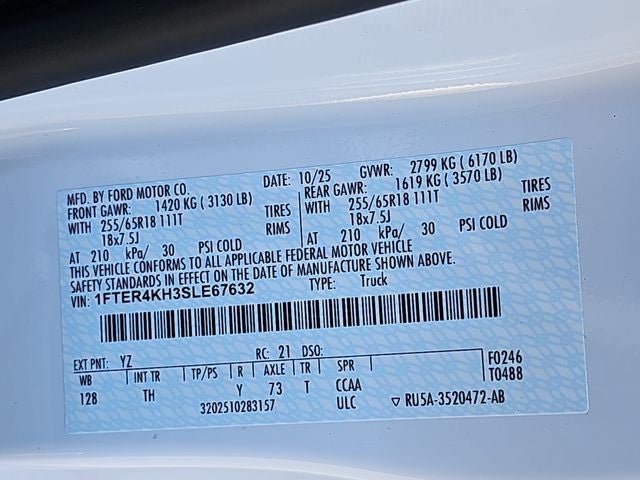 MFD. BY FORD MOTOR CO. DATE: 10/25 GVWR: 2799 KG ( 6170 LB)
FRONT GAWR: 1420 KG ( 3130 LB) REAR GAWR: 1619 KG ( 3570 LB)
WITH 255/65R18 111T TIRES WITH 255/65R18 111T TIRES
18x7.5J RIMS 18x7.5J RIMS
AT 210 kPa/ 30 PSI COLD AT 210 kPa/ 30 PSI COLD
THIS VEHICLE CONFORMS TO ALL APPLICABLE FEDERAL MOTOR VEHICLE
SAFETY STANDARDS IN EFFECT ON THE DATE OF MANUFACTURE SHOWN ABOVE.
VIN: 1FTER4KH3SLE67632 TYPE: Truck
EXT PNT: YZ RC: 21 DSO: F0246
WB INT TR TP/PS R AXLE TR SPR T0488
128 TH Y 73 T CCAA
3202510283157 ULC ▽ RU5A-3520472-AB